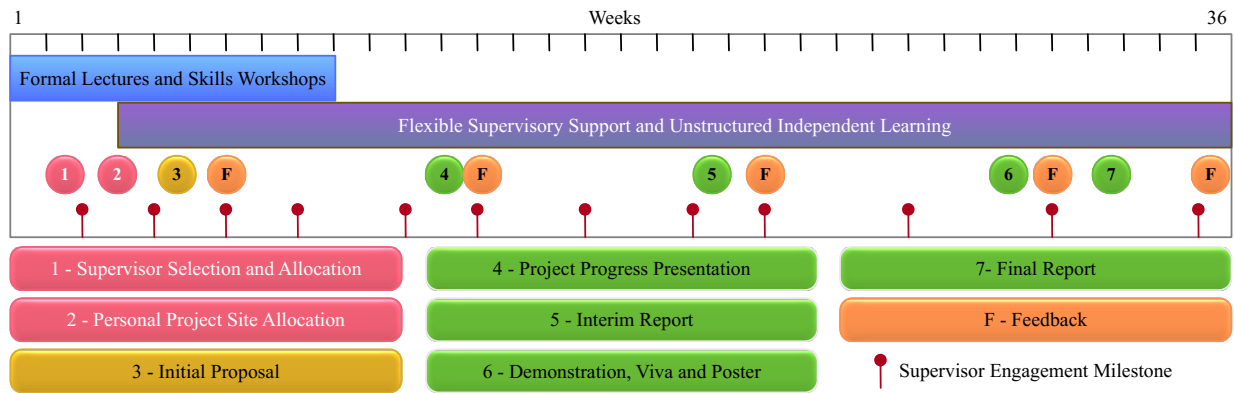 1 Weeks 36
Formal Lectures and Skills Workshops
Flexible Supervisory Support and Unstructured Independent Learning
1 2 3 F 4 F 5 F 6 F 7 F
1 - Supervisor Selection and Allocation
2 - Personal Project Site Allocation
3 - Initial Proposal
4 - Project Progress Presentation
5 - Interim Report
6 - Demonstration, Viva and Poster
7- Final Report
F - Feedback
Supervisor Engagement Milestone